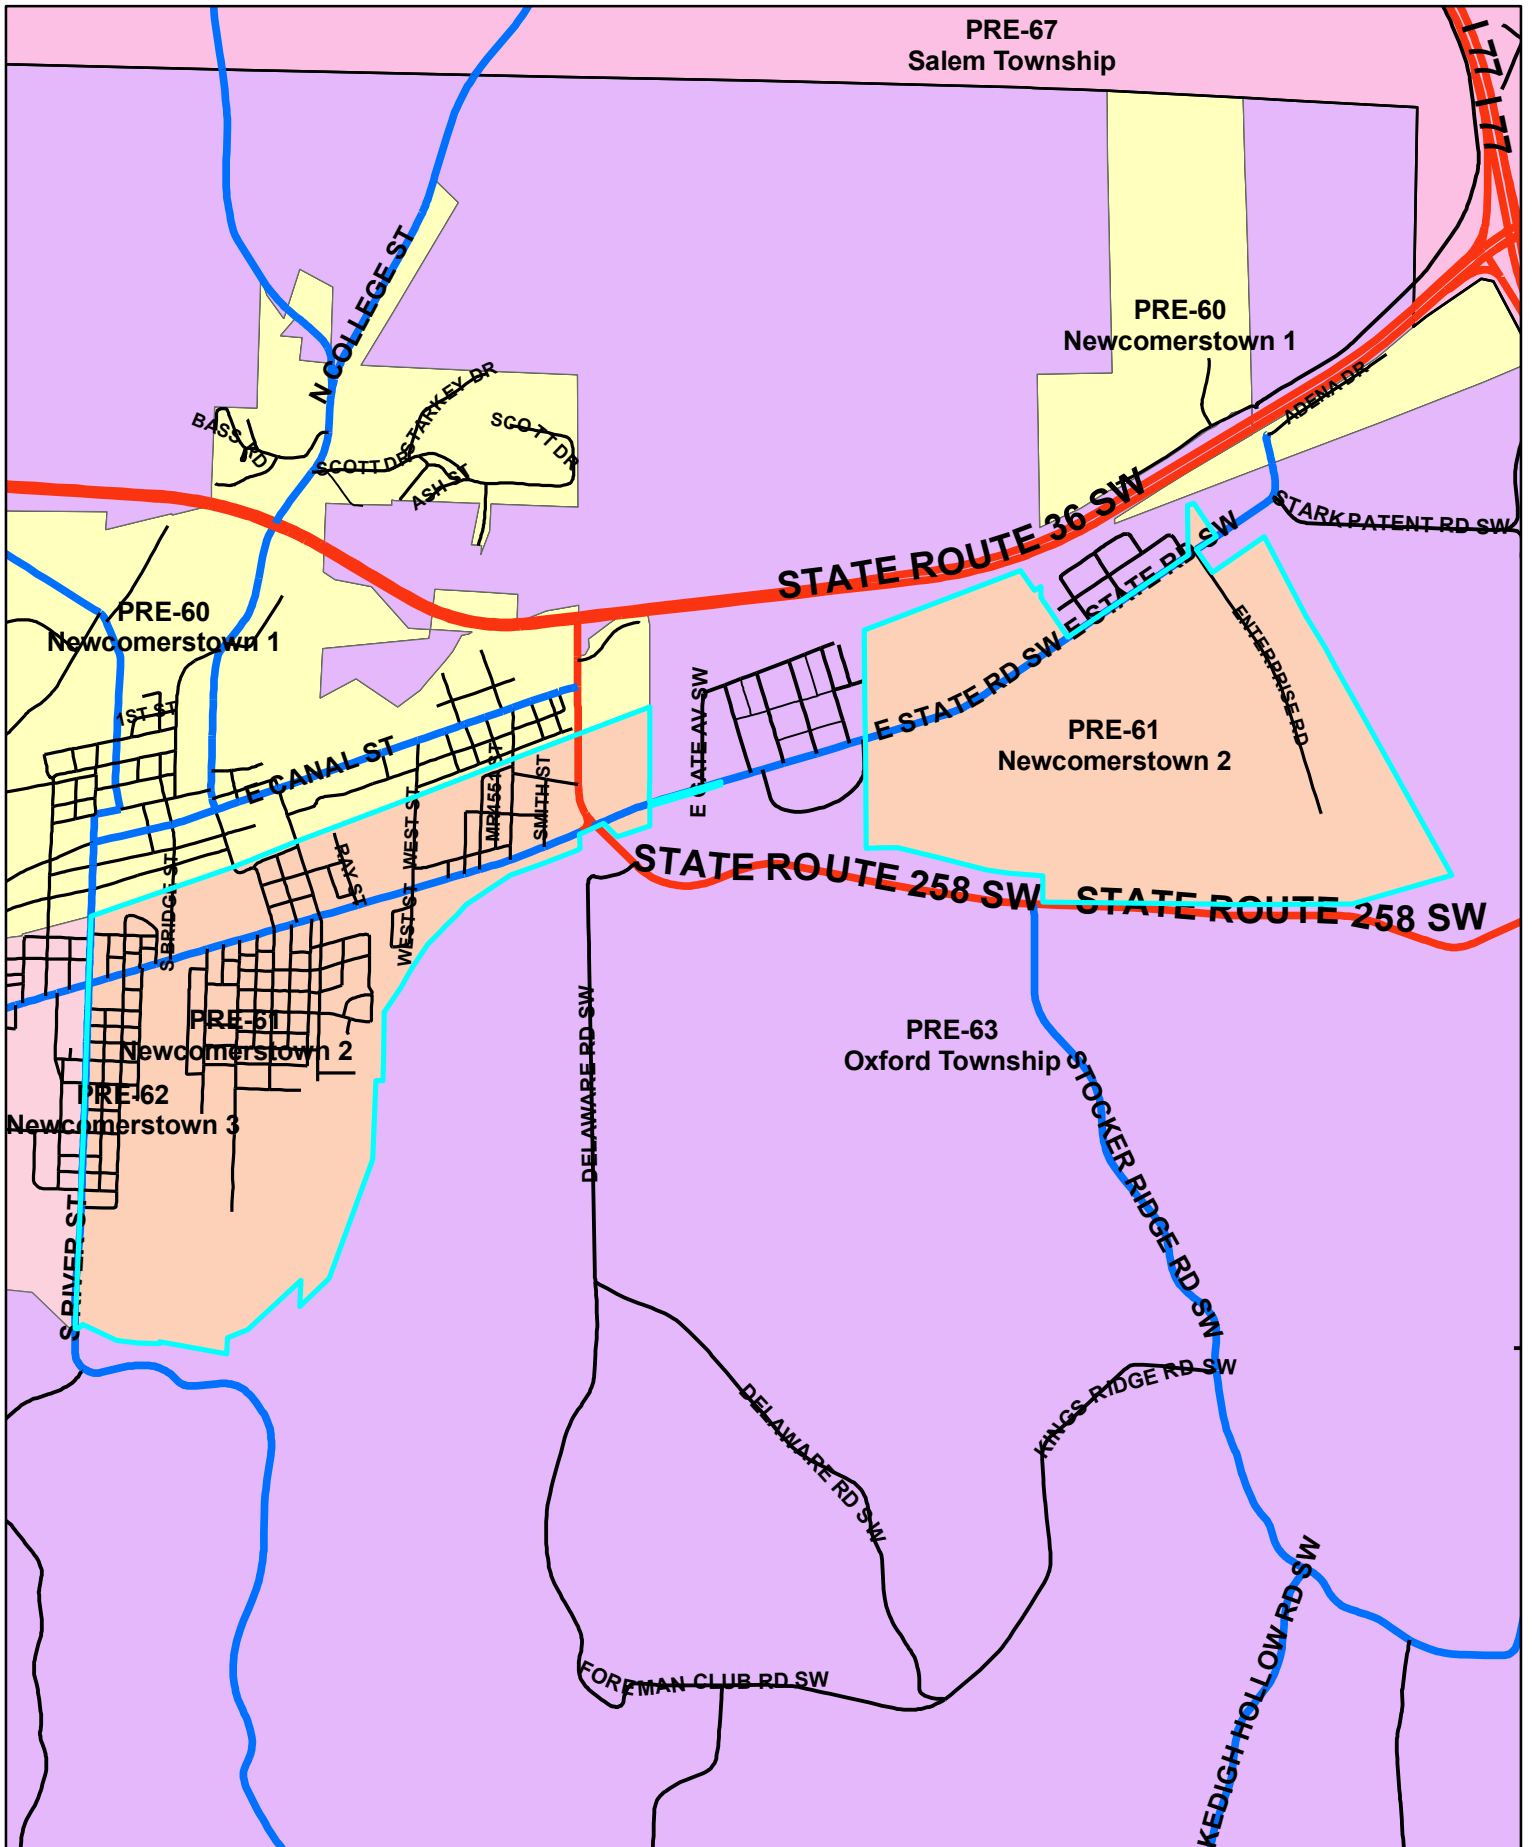 PRE-67
Salem Township
I 77
I 77
N COLLEGE ST
PRE-60
Newcomerstown 1
STARKEY DR
ADENA DR
BASS RD
SCOTT DR
SCOTT DR
ASH ST
STATE ROUTE 36 SW
STARK PATENT RD SW
E STATE RD SW
PRE-60
Newcomerstown 1
ENTERPRISE RD
E STATE RD SW
E GATE AV SW
1ST ST
PRE-61
Newcomerstown 2
E CANAL ST
MR4551 ST
SMITH ST
WEST ST
RAY ST
S BRIDGE ST
WEST ST
STATE ROUTE 258 SW
STATE ROUTE 258 SW
PRE-61
Newcomerstown 2
PRE-63
Oxford Township
DELAWARE RD SW
PRE-62
Newcomerstown 3
STOCKER RIDGE RD SW
S RIVER ST
KINGS RIDGE RD SW
DELAWARE RD SW
KEDIGH HOLLOW RD SW
FOREMAN CLUB RD SW